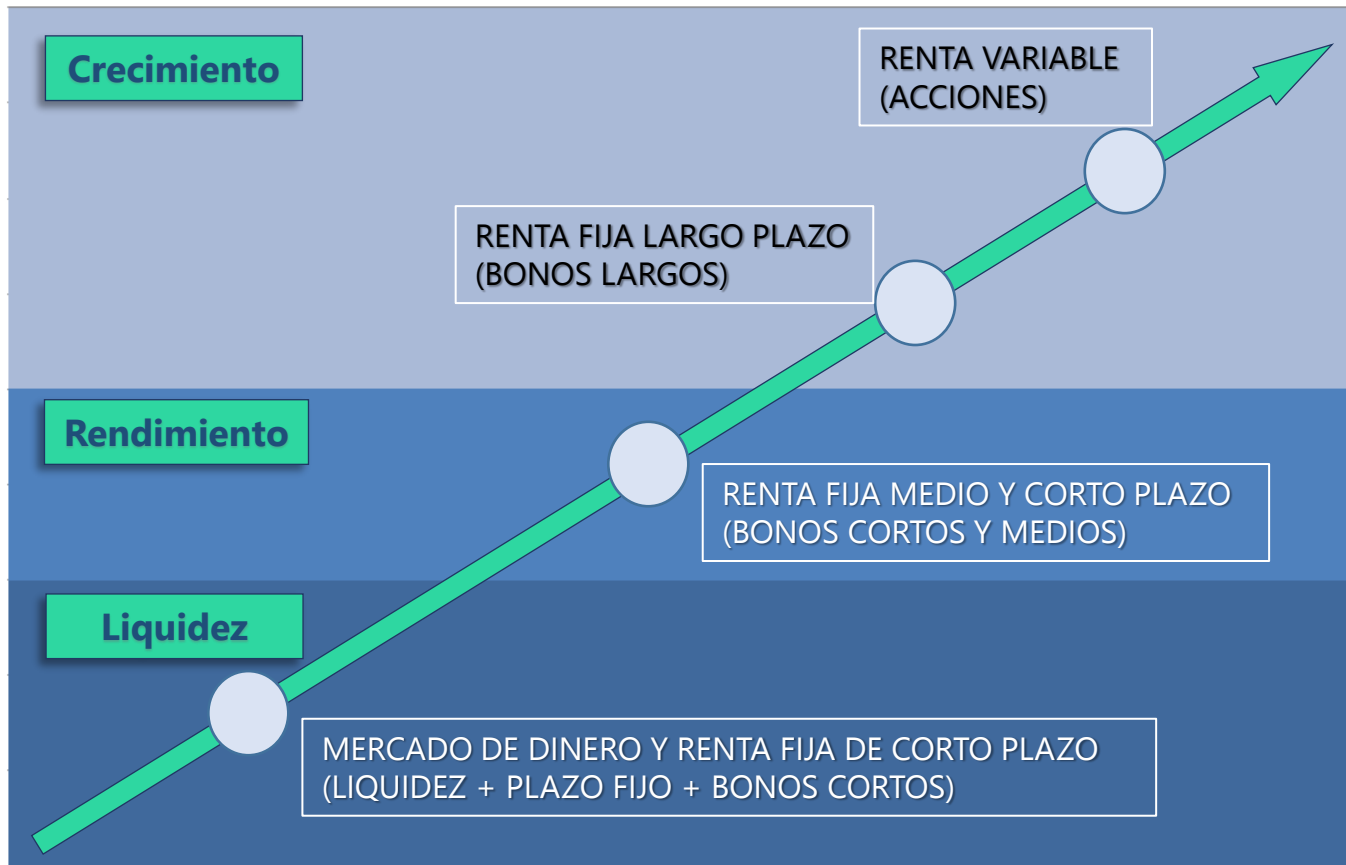 Crecimiento
RENTA VARIABLE
(ACCIONES)
RENTA FIJA LARGO PLAZO
(BONOS LARGOS)
Rendimiento
RENTA FIJA MEDIO Y CORTO PLAZO
(BONOS CORTOS Y MEDIOS)
Liquidez
MERCADO DE DINERO Y RENTA FIJA DE CORTO PLAZO
(LIQUIDEZ + PLAZO FIJO + BONOS CORTOS)